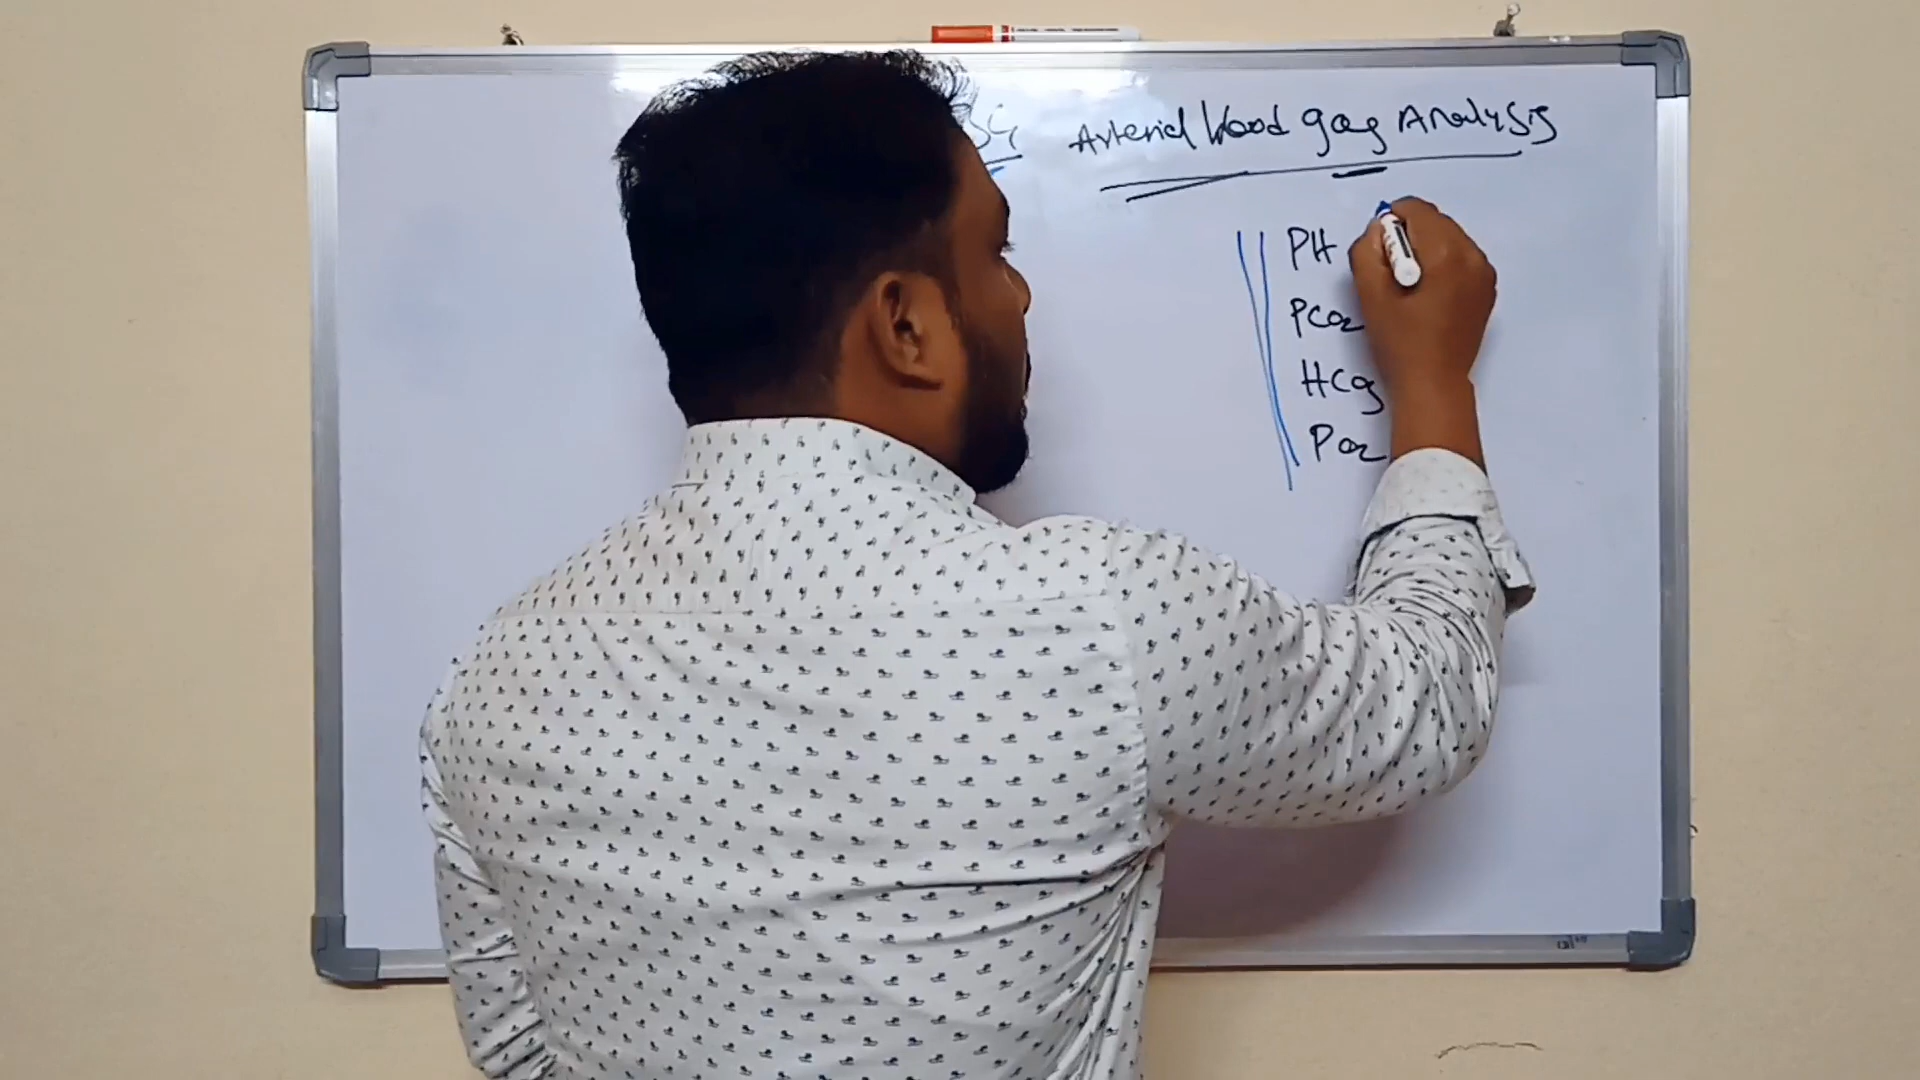 Arterial blood gas Analysis
PH
PCO2
HCO3
PO2